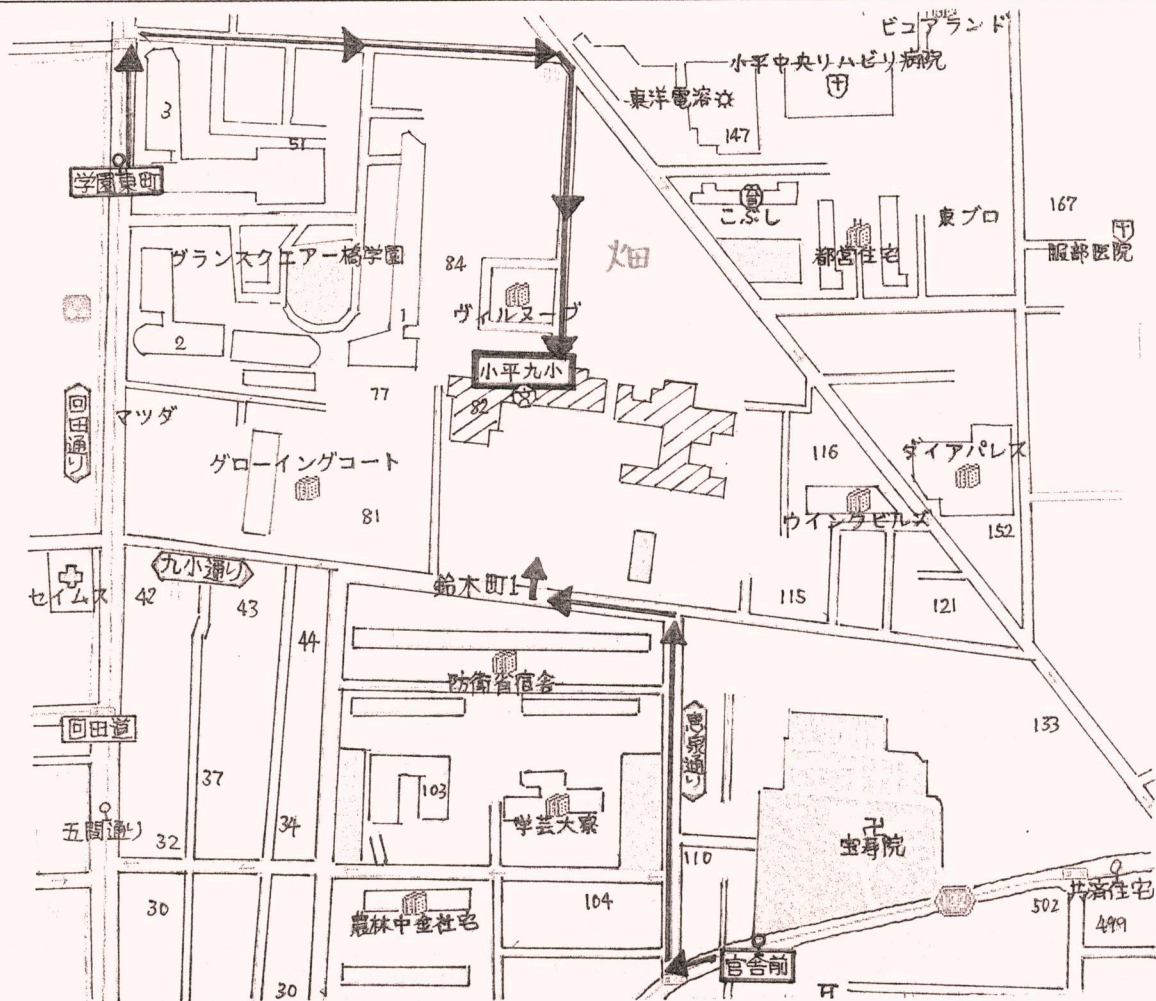 ピュアランド
小平中央リハビリ病院
東洋電溶
147
3
51
学園東町
こぶし
都営住宅
東ブロ
167
服部医院
グランスクエア一橋学園
84
畑
ヴィルヌーブ
1
2
小平九小
82
77
マツダ
回田通り
グローイングコート
81
116
ダイアパレス
ウイングビルズ
152
九小通り
セイムス
42
43
44
鈴木町1
115
121
防衛省宿舎
回田道
恵泉通り
133
37
103
学芸大寮
五間通り
32
34
110
宝寿院
共済住宅
502
499
30
農林中金社宅
104
官舎前
30